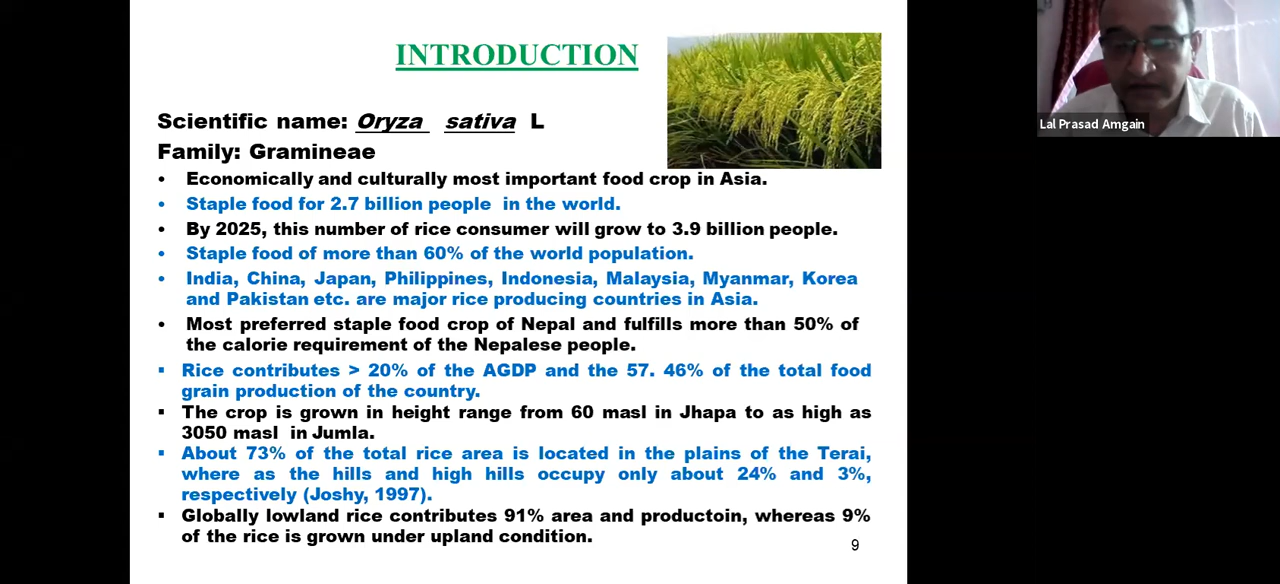 INTRODUCTION
Scientific name: Oryza sativa L
Family: Gramineae
• Economically and culturally most important food crop in Asia.
• Staple food for 2.7 billion people in the world.
• By 2025, this number of rice consumer will grow to 3.9 billion people.
• Staple food of more than 60% of the world population.
• India, China, Japan, Philippines, Indonesia, Malaysia, Myanmar, Korea
and Pakistan etc. are major rice producing countries in Asia.
• Most preferred staple food crop of Nepal and fulfills more than 50% of
the calorie requirement of the Nepalese people.
▪ Rice contributes > 20% of the AGDP and the 57. 46% of the total food
grain production of the country.
▪ The crop is grown in height range from 60 masl in Jhapa to as high as
3050 masl in Jumla.
▪ About 73% of the total rice area is located in the plains of the Terai,
where as the hills and high hills occupy only about 24% and 3%,
respectively (Joshy, 1997).
▪ Globally lowland rice contributes 91% area and productoin, whereas 9%
of the rice is grown under upland condition.
9
Lal Prasad Amgain